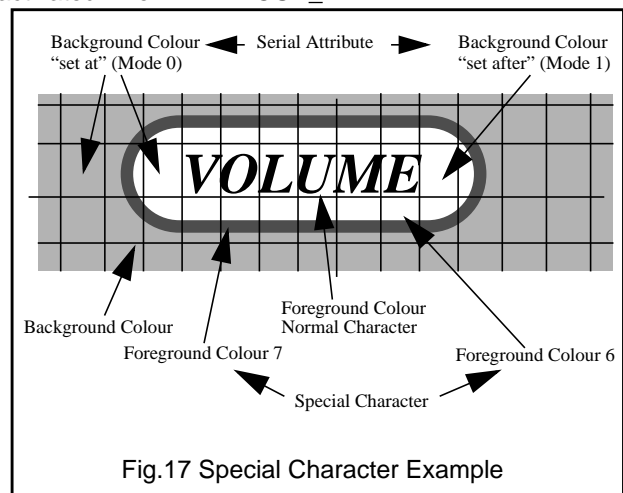 Background Colour
"set at" (Mode 0)
Serial Attribute
Background Colour
"set after" (Mode 1)
VOLUME
Foreground Colour
Normal Character
Background Colour
Foreground Colour 7
Foreground Colour 6
Special Character
Fig.17 Special Character Example